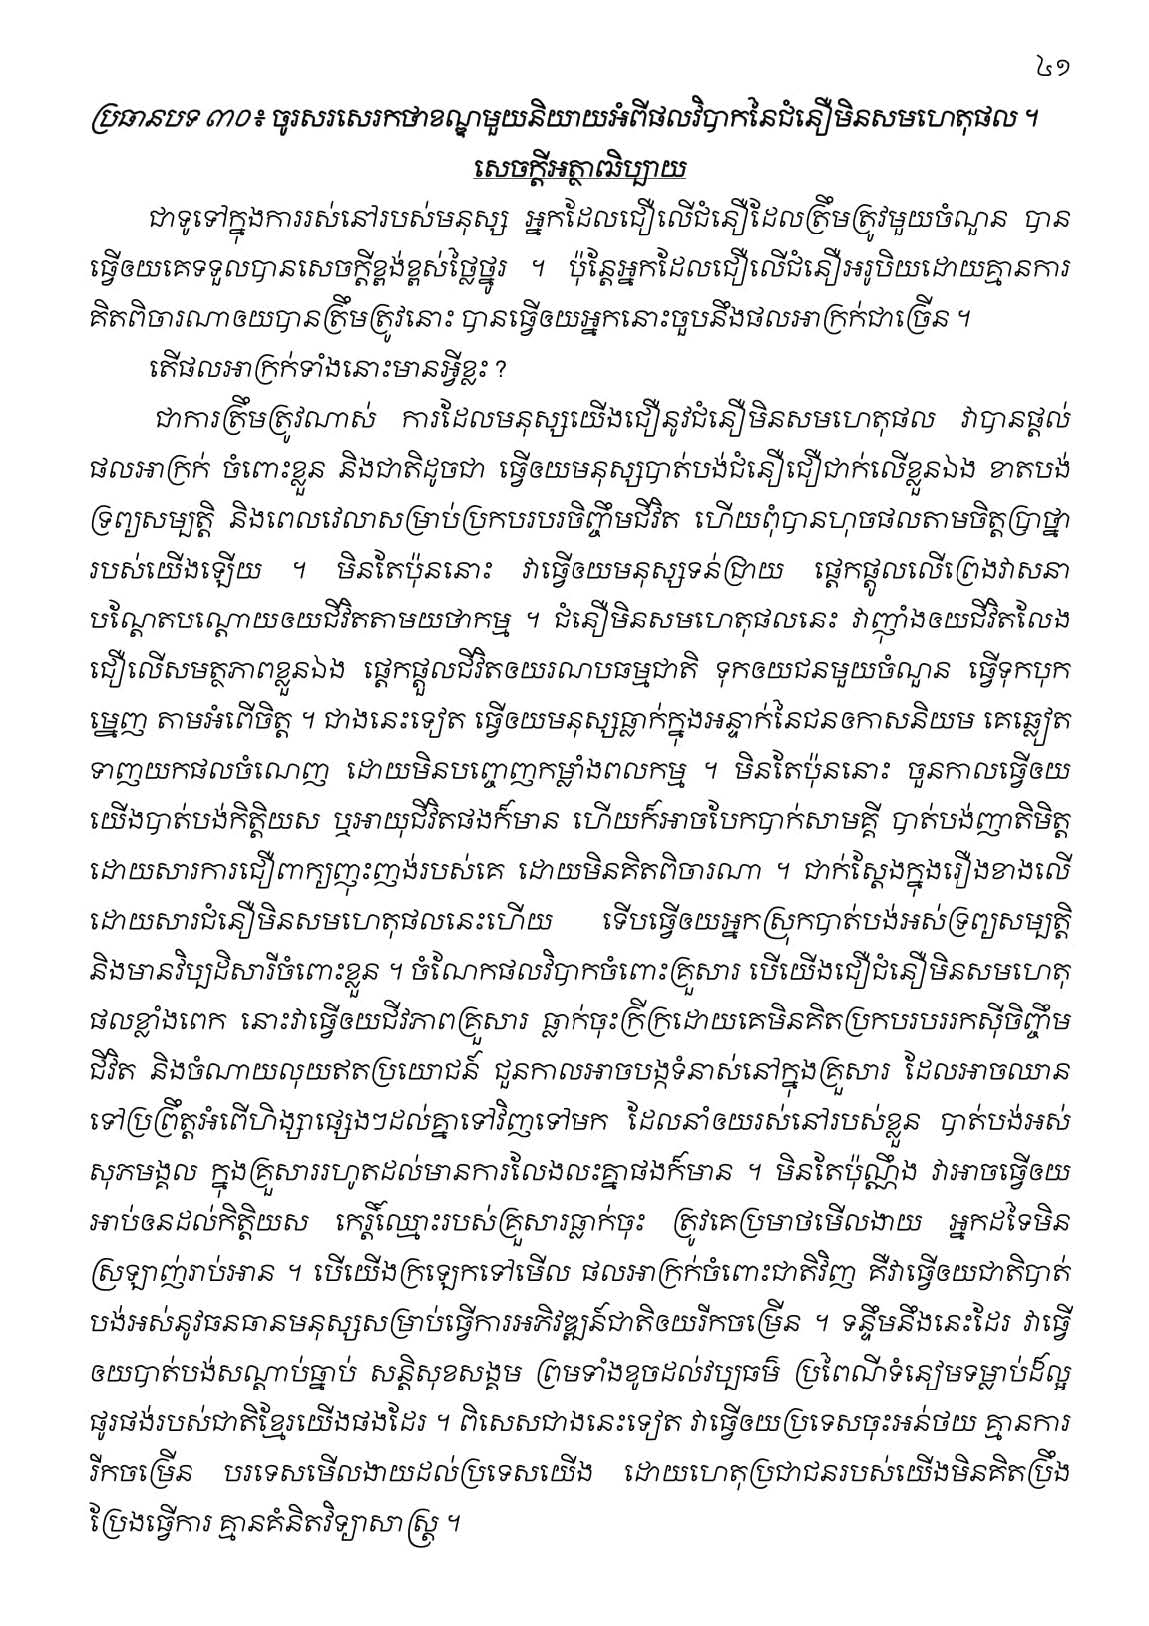 ៤១
ប្រធានបទ ៣០៖ ចូរសរសេរកថាខណ្ឌមួយនិយាយអំពីផលវិបាកនៃជំនឿមិនសមហេតុផល ។
សេចក្ដីអត្ថាធិប្បាយ
ជាទូទៅក្នុងការរស់នៅរបស់មនុស្ស អ្នកដែលជឿលើជំនឿដែលត្រឹមត្រូវមួយចំណួន បាន
ធ្វើឲយគេទទួលបានសេចក្ដីខ្ពង់ខ្ពស់ថ្លៃថ្នូរ ។ ប៉ុន្តែអ្នកដែលជឿលើជំនឿអរូបិយដោយគ្មានការ
គិតពិចារណាឲយបានត្រឹមត្រូវនោះ បានធ្វើឲយអ្នកនោះចួបនឹងផលអាក្រក់ជាច្រើន ។
តើផលអាក្រក់ទាំងនោះមានអ្វីខ្លះ ?
ជាការត្រឹមត្រូវណាស់ ការដែលមនុស្សយើងជឿនូវជំនឿមិនសមហេតុផល វាបានផ្ដល់
ផលអាក្រក់ ចំពោះខ្លួន និងជាតិដូចជា ធ្វើឲយមនុស្សបាត់បង់ជំនឿជឿជាក់លើខ្លួនឯង ខាតបង់
ទ្រព្យសម្បត្តិ និងពេលវេលាសម្រាប់ប្រកបរបរចិញ្ចឹមជីវិត ហើយពុំបានហុចផលតាមចិត្តប្រាថ្នា
របស់យើងឡើយ ។ មិនតែប៉ុននោះ វាធ្វើឲយមនុស្សទន់ជ្រាយ ផ្ដេកផ្ដូលលើព្រេងវាសនា
បណ្ដែតបណ្ដោយឲយជីវិតតាមយថាកម្ម ។ ជំនឿមិនសមហេតុផលនេះ វាញ៉ាំងឲយជីវិតលែង
ជឿលើសមត្ថភាពខ្លួនឯង ផ្ដេកផ្ដួលជីវិតឲយរណបធម្មជាតិ ទុកឲយជនមួយចំណួន ធ្វើទុកបុក
ម្នេញ តាមអំពើចិត្ត ។ ជាងនេះទៀត ធ្វើឲយមនុស្សធ្លាក់ក្នុងអន្ទាក់នៃជនឲកាសនិយម គេឆ្លៀត
ទាញយកផលចំណេញ ដោយមិនបញ្ចេញកម្លាំងពលកម្ម ។ មិនតែប៉ុននោះ ចួនកាលធ្វើឲយ
យើងបាត់បង់កិត្តិយស ឬអាយុជីវិតផងក៏មាន ហើយក៏អាចបែកបាក់សាមគ្គី បាត់បង់ញាតិមិត្ត
ដោយសារការជឿពាក្យញុះញង់របស់គេ ដោយមិនគិតពិចារណា ។ ជាក់ស្ដែងក្នុងរឿងខាងលើ
ដោយសារជំនឿមិនសមហេតុផលនេះហើយ ទើបធ្វើឲយអ្នកស្រុកបាត់បង់អស់ទ្រព្យសម្បត្តិ
និងមានវិប្បដិសារីចំពោះខ្លួន ។ ចំណែកផលវិបាកចំពោះគ្រួសារ បើយើងជឿជំនឿមិនសមហេតុ
ផលខ្លាំងពេក នោះវាធ្វើឲយជីវភាពគ្រួសារ ធ្លាក់ចុះក្រីក្រដោយគេមិនគិតប្រកបរបររកស៊ីចិញ្ចឹម
ជីវិត និងចំណាយលុយឥតប្រយោជន៍ ជួនកាលអាចបង្កទំនាស់នៅក្នុងគ្រួសារ ដែលអាចឈាន
ទៅប្រព្រឹត្តអំពើហិង្សាផ្សេងៗដល់គ្នាទៅវិញទៅមក ដែលនាំឲយរស់នៅរបស់ខ្លួន បាត់បង់អស់
សុភមង្គល ក្នុងគ្រួសាររហូតដល់មានការលែងលះគ្នាផងក៏មាន ។ មិនតែប៉ុណ្ណឹង វាអាចធ្វើឲយ
អាប់ឲនដល់កិត្តិយស កេរ្តិ៍ឈ្មោះរបស់គ្រួសារធ្លាក់ចុះ ត្រូវគេប្រមាថមើលងាយ អ្នកដទៃមិន
ស្រឡាញ់រាប់អាន ។ បើយើងក្រឡេកទៅមើល ផលអាក្រក់ចំពោះជាតិវិញ គឺវាធ្វើឲយជាតិបាត់
បង់អស់នូវធនធានមនុស្សសម្រាប់ធ្វើការអភិវឌ្ឍន៍ជាតិឲយរីកចម្រើន ។ ទន្ទឹមនឹងនេះដែរ វាធ្វើ
ឲយបាត់បង់សណ្ដាប់ធ្នាប់ សន្តិសុខសង្គម ព្រមទាំងខូចដល់វប្បធម៌ ប្រពៃណីទំនៀមទម្លាប់ដ៏ល្អ
ផូរផង់របស់ជាតិខ្មែរយើងផងដែរ ។ ពិសេសជាងនេះទៀត វាធ្វើឲយប្រទេសចុះអន់ថយ គ្មានការ
រីកចម្រើន បរទេសមើលងាយដល់ប្រទេសយើង ដោយហេតុប្រជាជនរបស់យើងមិនគិតប្រឹង
ប្រែងធ្វើការ គ្មានគំនិតវិទ្យាសាស្ត្រ ។